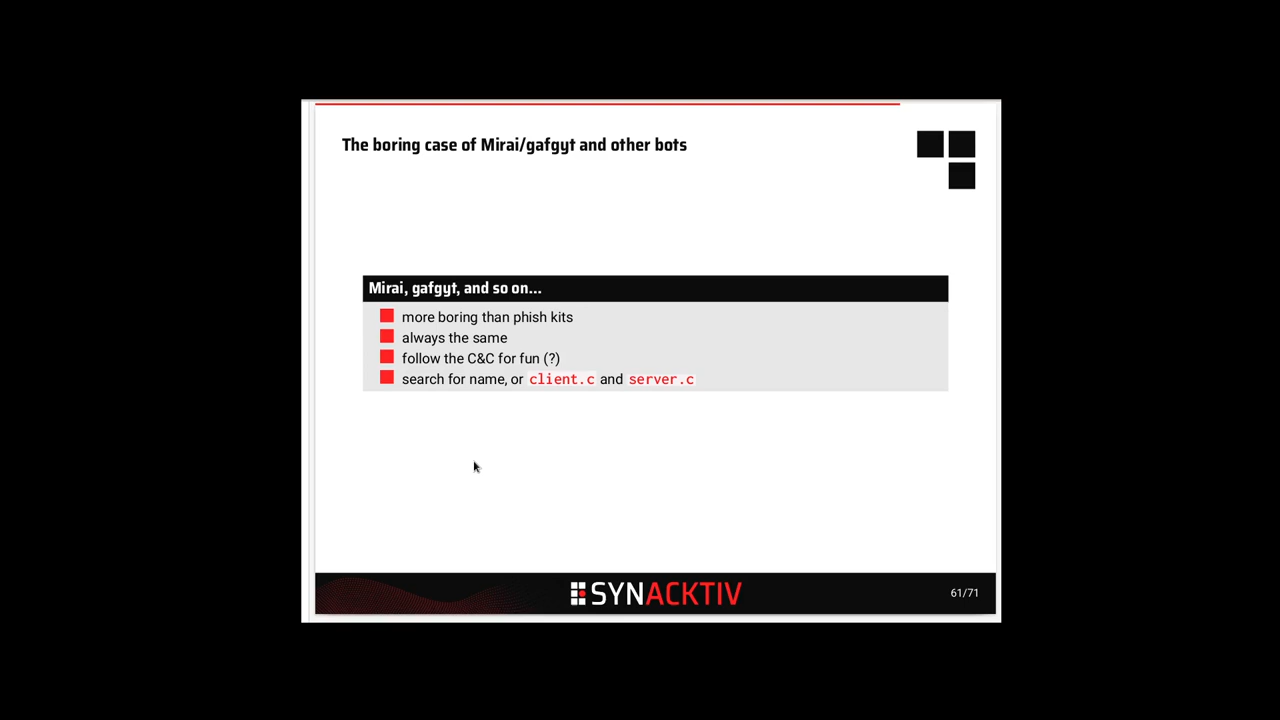 The boring case of Mirai/gafgyt and other bots
Mirai, gafgyt, and so on...
more boring than phish kits
always the same
follow the C&C for fun (?)
search for name, or client.c and server.c
SYNACKTIV
61/71